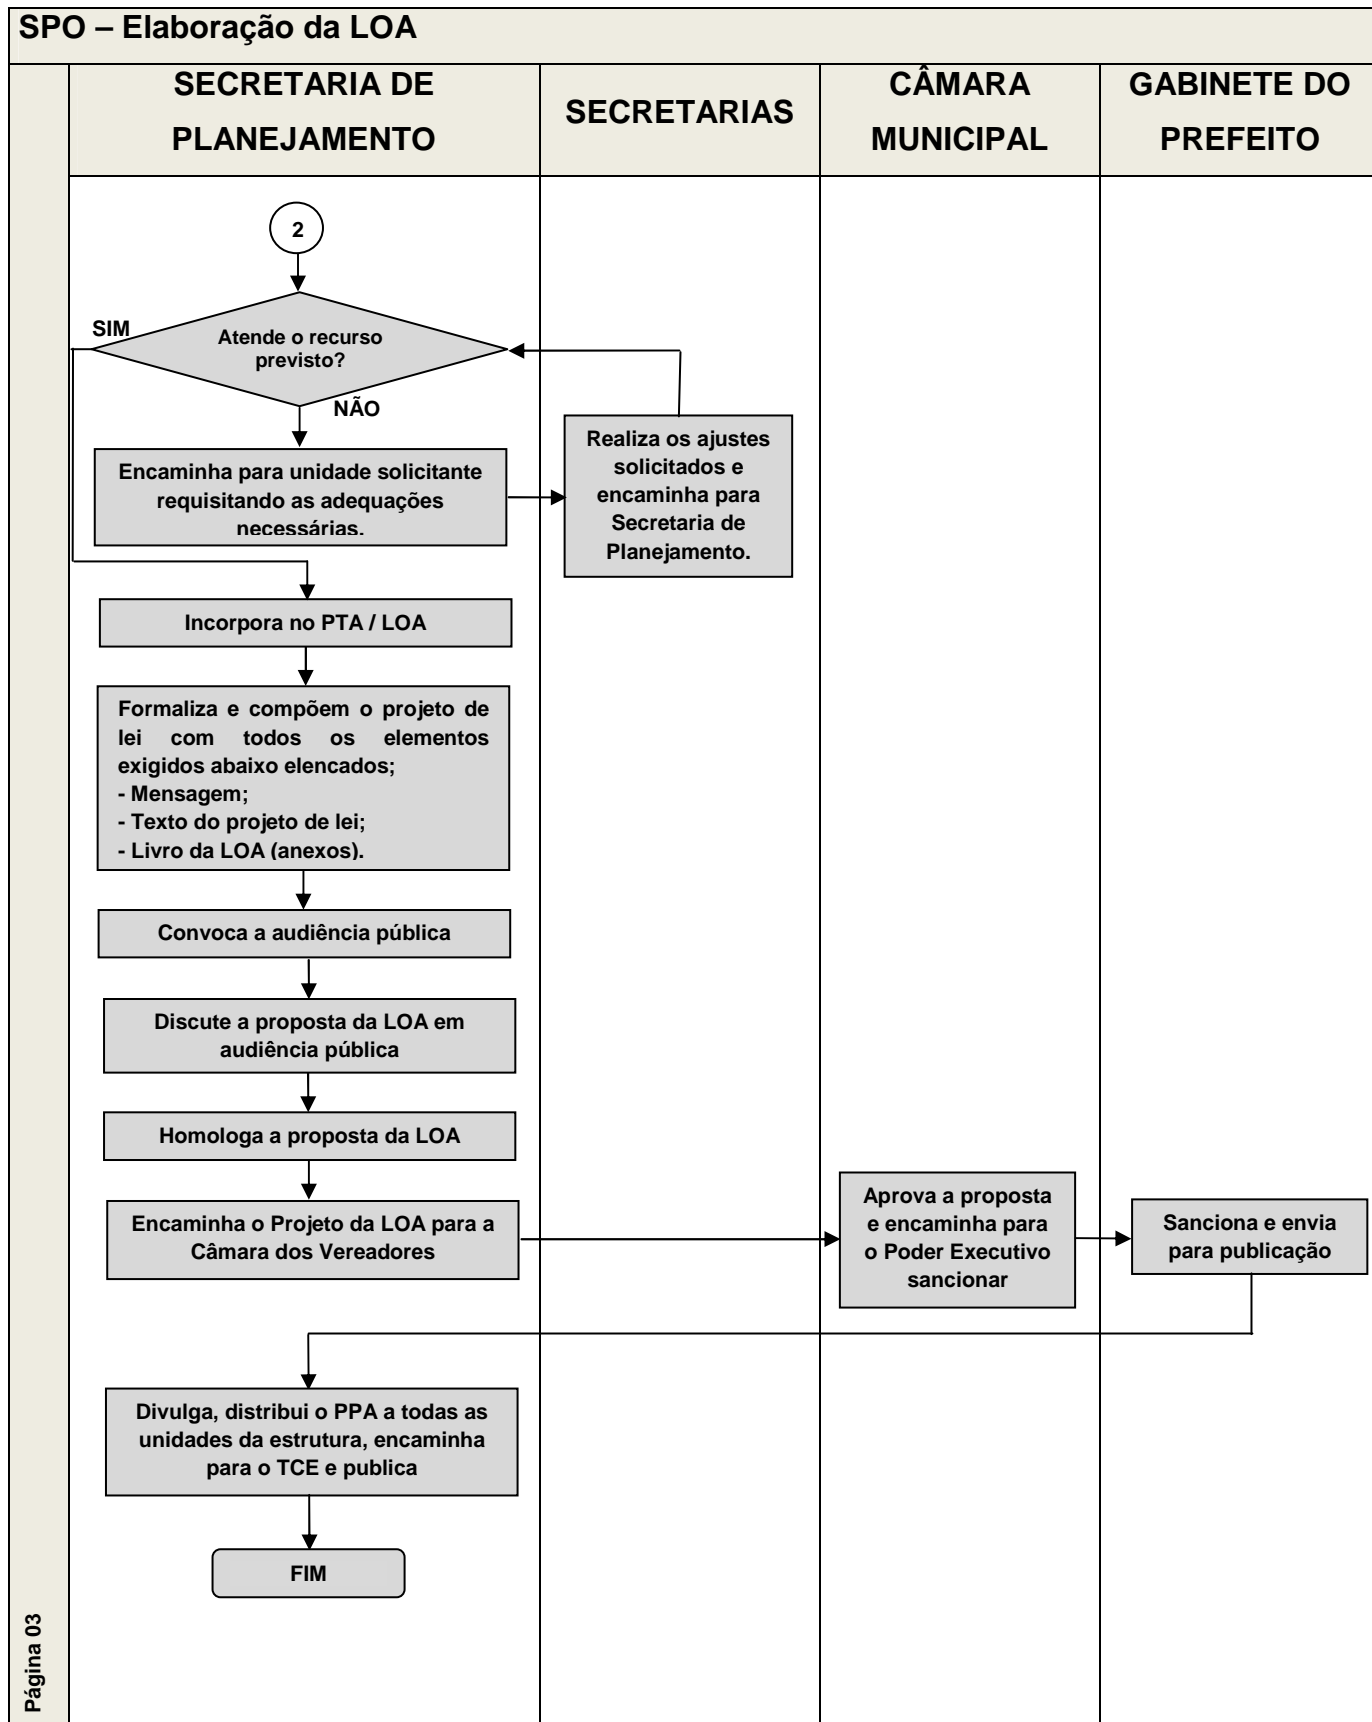 SPO – Elaboração da LOA
SECRETARIA DE
PLANEJAMENTO
SECRETARIAS
CÂMARA
MUNICIPAL
GABINETE DO
PREFEITO
2
SIM
Atende o recurso
previsto?
NÃO
Encaminha para unidade solicitante
requisitando as adequações
necessárias.
Realiza os ajustes
solicitados e
encaminha para
Secretaria de
Planejamento.
Incorpora no PTA / LOA
Formaliza e compõem o projeto de
lei com todos os elementos
exigidos abaixo elencados;
- Mensagem;
- Texto do projeto de lei;
- Livro da LOA (anexos).
Convoca a audiência pública
Discute a proposta da LOA em
audiência pública
Homologa a proposta da LOA
Encaminha o Projeto da LOA para a
Câmara dos Vereadores
Aprova a proposta
e encaminha para
o Poder Executivo
sancionar
Sanciona e envia
para publicação
Divulga, distribui o PPA a todas as
unidades da estrutura, encaminha
para o TCE e publica
FIM
Página 03